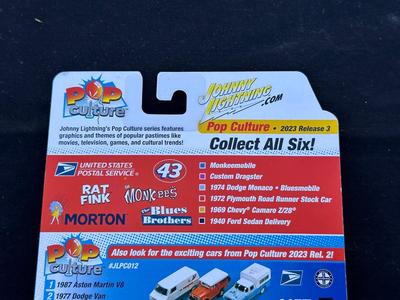 POP culture
Johnny Lightning.com
Johnny Lightning's Pop Culture series features
graphics and themes of popular pastimes like
movies, television, games, and cultural trends!
Pop Culture • 2023 Release 3
Collect All Six!
UNITED STATES
POSTAL SERVICE®
43
RAT
FINK
The MONKEES
MORTON
the Blues
Brothers
Monkeemobile
Custom Dragster
1974 Dodge Monaco • Bluesmobile
1972 Plymouth Road Runner Stock Car
1969 Chevy® Camaro Z/28®
1940 Ford Sedan Delivery
POP culture
Also look for the exciting cars from Pop Culture 2023 Rel. 2!
#JLPC012
1 1987 Aston Martin V8
2 1977 Dodge Van